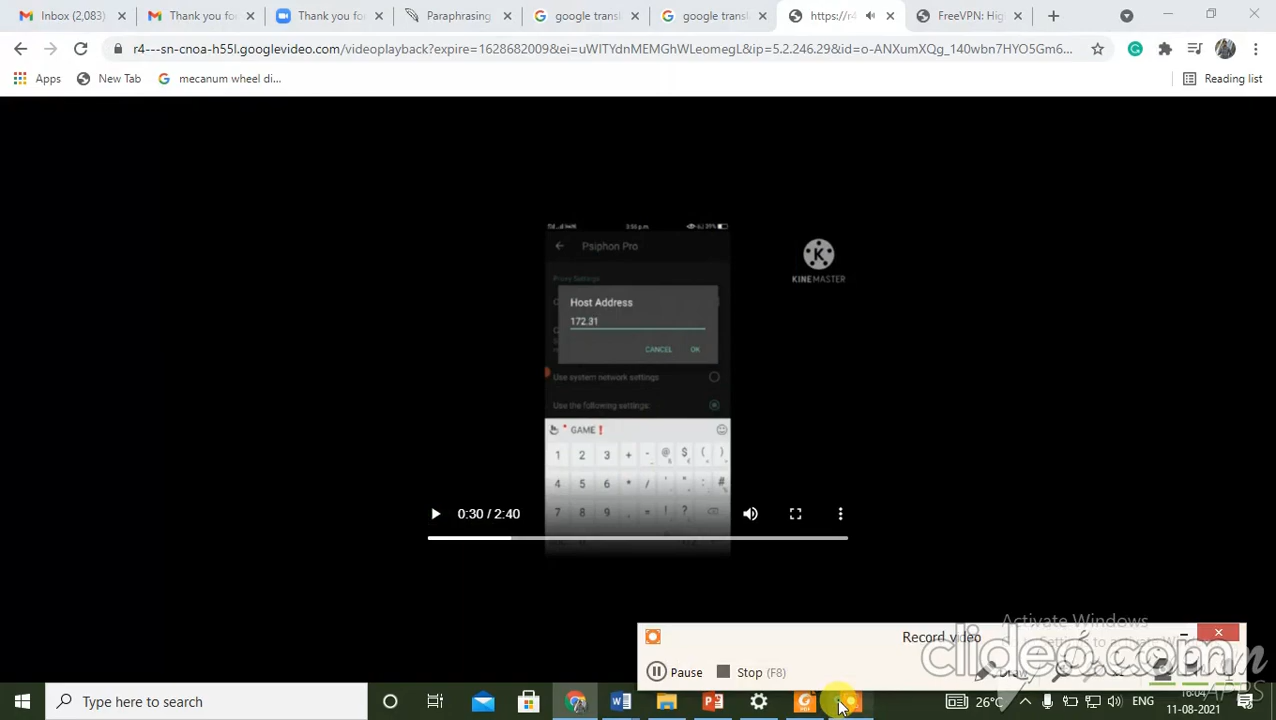 Inbox (2,083)
Thank you fo
Thank you fo
Paraphrasing
google transl
google transl
https://r4
FreeVPN: Hig
r4---sn-cnoa-h55l.googlevideo.com/videoplayback?expire=1628682009&ei=uWlTYdnMEMGhWLeomegL&ip=5.2.246.29&id=o-ANXumXQg_140wbn7HYO5Gm6...
Apps
New Tab
mecanum wheel di...
Reading list
3:50 p.m.
Psiphon Pro
Proxy Settings
Host Address
172.31
CANCEL OK
Use system network settings
Use the following settings:
KINEMASTER
GAME❗
1 2 3 + - @ $ ( )
4 5 6 * / ' " : #
7 8 9 , = ! ?
0:30 / 2:40
Activate Windows
Record video
clideo.com
Pause
Stop (F8)
Type here to search
26°C
ENG
16:04
11-08-2021
APPS